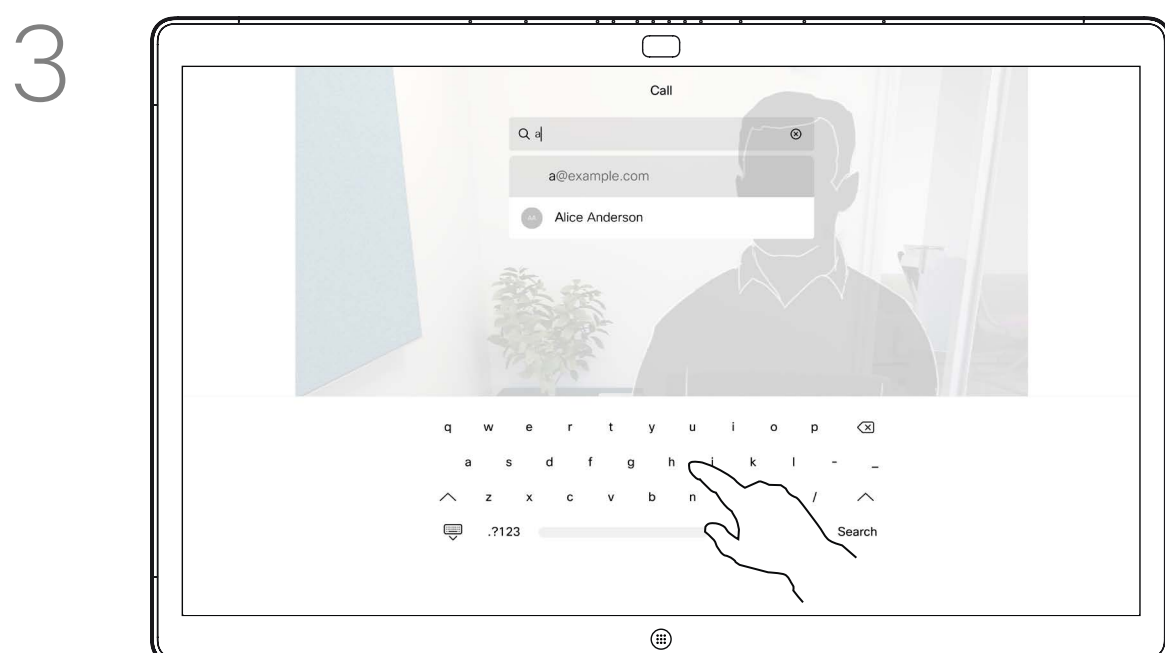 3
Call
a
a@example.com
AA Alice Anderson
q w e r t y u i o p
a s d f g h j k l - _
z x c v b n /
.?123 Search